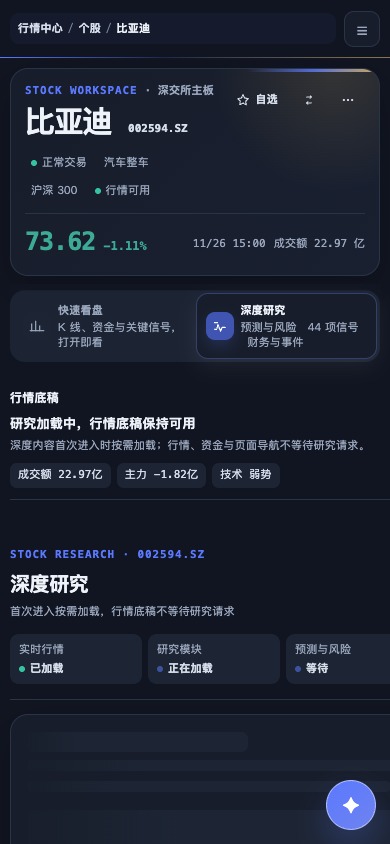 行情中心 / 个股 / 比亚迪
STOCK WORKSPACE · 深交所主板
自选
比亚迪 002594.SZ
正常交易 汽车整车
沪深 300 行情可用
73.62 −1.11% 11/26 15:00 成交额 22.97 亿
快速看盘
K 线、资金与关键信号，
打开即看
深度研究
预测与风险 44 项信号
财务与事件
行情底稿
研究加载中，行情底稿保持可用
深度内容首次进入时按需加载；行情、资金与页面导航不等待研究请求。
成交额 22.97亿 主力 −1.82亿 技术 弱势
STOCK RESEARCH · 002594.SZ
深度研究
首次进入按需加载，行情底稿不等待研究请求
实时行情 研究模块 预测与风险
已加载 正在加载 等待